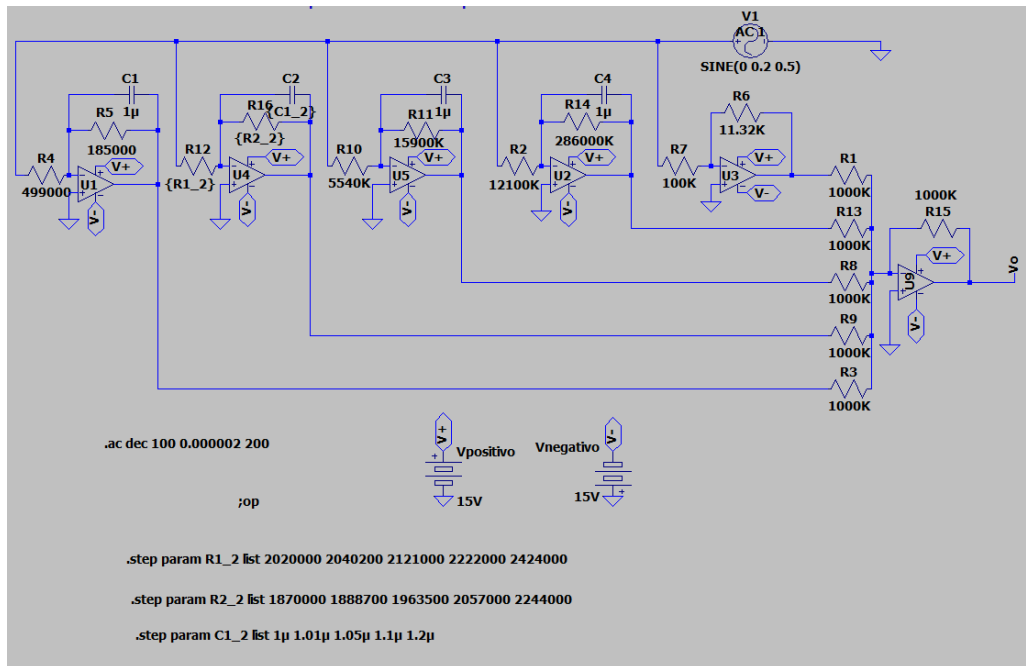 V1
AC 1
SINE(0 0.2 0.5)
C1
1µ
R5
185000
R4
499000
U1
V+
V-
C2
{C1_2}
R16
{R2_2}
R12
{R1_2}
U4
V+
V-
C3
1µ
R11
15900K
R10
5540K
U5
V+
V-
C4
1µ
R14
286000K
R2
12100K
U2
V+
V-
R6
11.32K
R7
100K
U3
V+
V-
R1
1000K
R13
1000K
R8
1000K
R9
1000K
R3
1000K
1000K
R15
U9
V+
V-
Vo
.ac dec 100 0.000002 200
;op
V+
Vpositivo
15V
Vnegativo
V-
15V
.step param R1_2 list 2020000 2040200 2121000 2222000 2424000
.step param R2_2 list 1870000 1888700 1963500 2057000 2244000
.step param C1_2 list 1µ 1.01µ 1.05µ 1.1µ 1.2µ